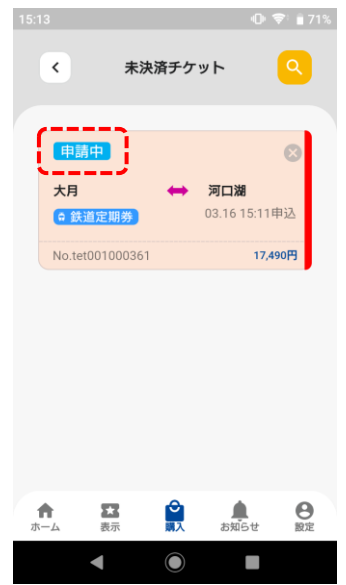 15:13 71%
未決済チケット
申請中
大月 河口湖
鉄道定期券 03.16 15:11申込
No.tet001000361 17,490円
ホーム 表示 購入 お知らせ 設定